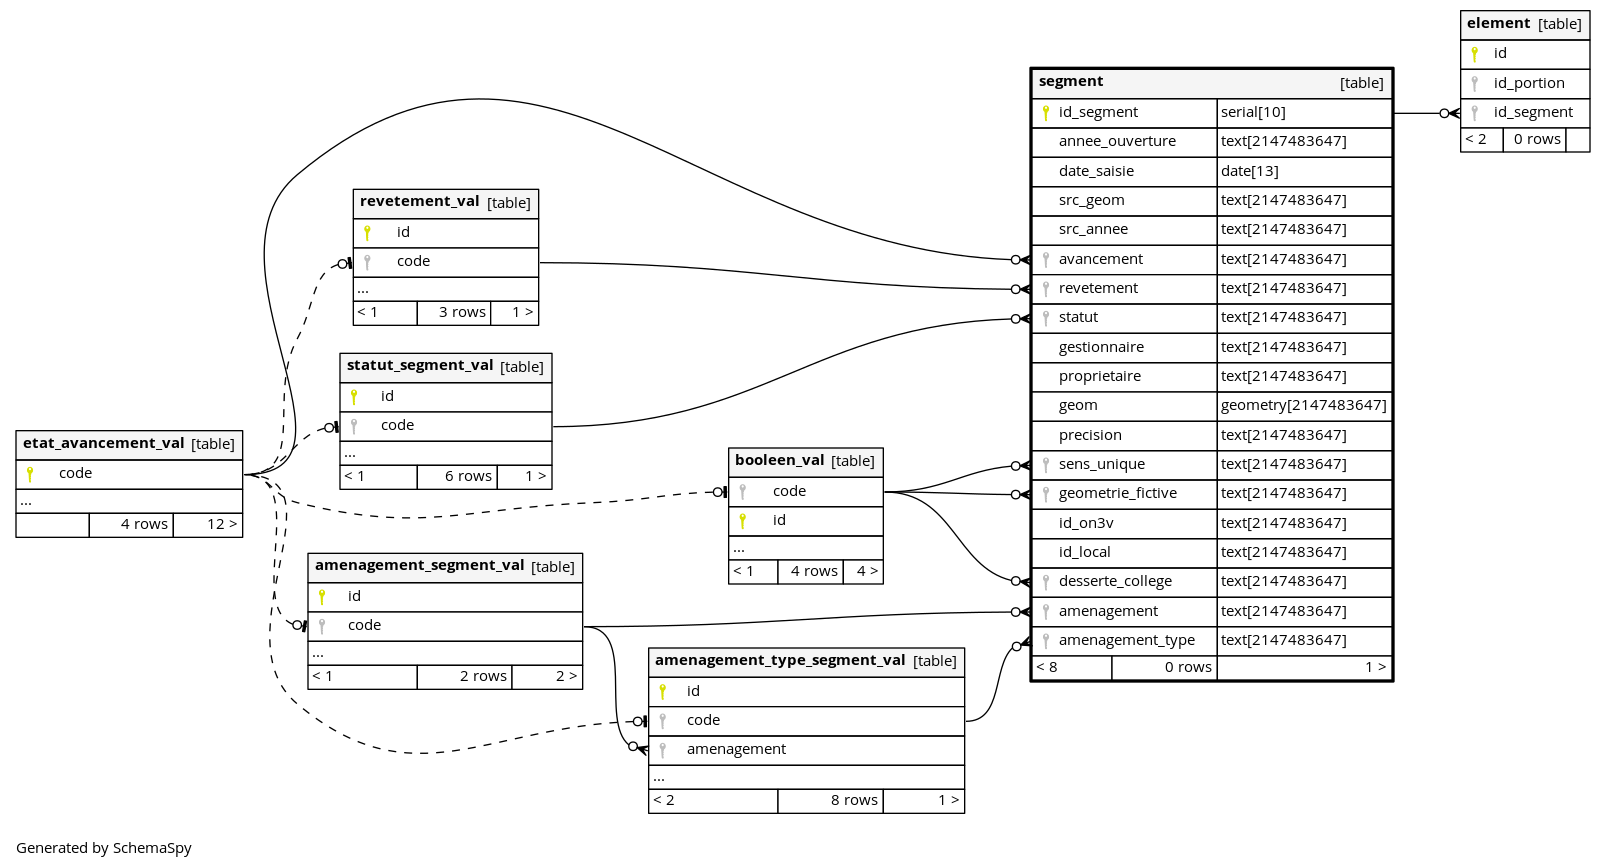 element [table]
id
id_portion
id_segment
< 2 0 rows
segment [table]
id_segment serial[10]
annee_ouverture text[2147483647]
date_saisie date[13]
src_geom text[2147483647]
src_annee text[2147483647]
avancement text[2147483647]
revetement text[2147483647]
statut text[2147483647]
gestionnaire text[2147483647]
proprietaire text[2147483647]
geom geometry[2147483647]
precision text[2147483647]
sens_unique text[2147483647]
geometrie_fictive text[2147483647]
id_on3v text[2147483647]
id_local text[2147483647]
desserte_college text[2147483647]
amenagement text[2147483647]
amenagement_type text[2147483647]
< 8 0 rows 1 >
revetement_val [table]
id
code
...
< 1 3 rows 1 >
statut_segment_val [table]
id
code
...
< 1 6 rows 1 >
etat_avancement_val [table]
code
...
4 rows 12 >
booleen_val [table]
code
id
...
< 1 4 rows 4 >
amenagement_segment_val [table]
id
code
...
< 1 2 rows 2 >
amenagement_type_segment_val [table]
id
code
amenagement
...
< 2 8 rows 1 >
Generated by SchemaSpy